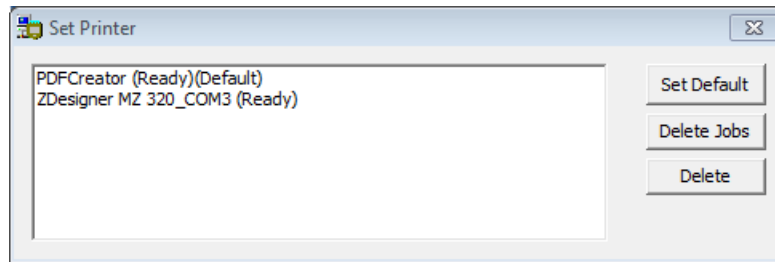 Set Printer
PDFCreator (Ready)(Default)
ZDesigner MZ 320_COM3 (Ready)
Set Default
Delete Jobs
Delete